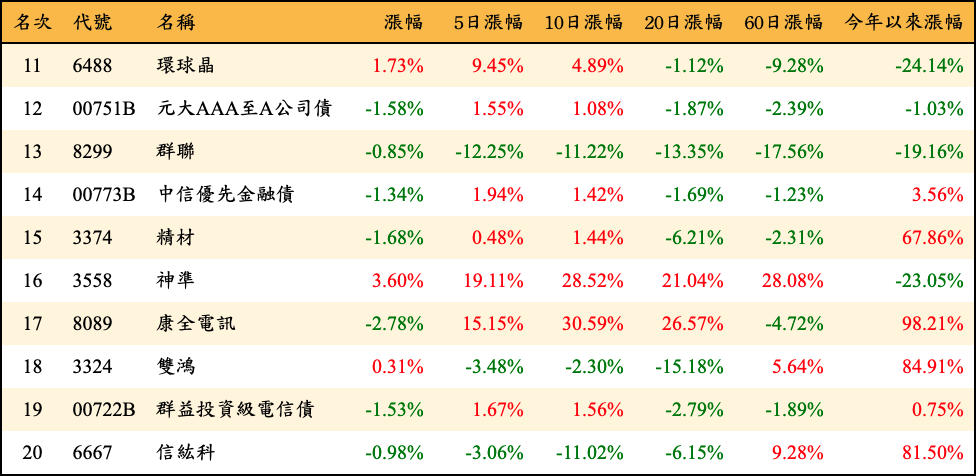 名次 代號 名稱 漲幅 5日漲幅 10日漲幅 20日漲幅 60日漲幅 今年以來漲幅
11 6488 環球晶 1.73% 9.45% 4.89% -1.12% -9.28% -24.14%
12 00751B 元大AAA至A公司債 -1.58% 1.55% 1.08% -1.87% -2.39% -1.03%
13 8299 群聯 -0.85% -12.25% -11.22% -13.35% -17.56% -19.16%
14 00773B 中信優先金融債 -1.34% 1.94% 1.42% -1.69% -1.23% 3.56%
15 3374 精材 -1.68% 0.48% 1.44% -6.21% -2.31% 67.86%
16 3558 神準 3.60% 19.11% 28.52% 21.04% 28.08% -23.05%
17 8089 康全電訊 -2.78% 15.15% 30.59% 26.57% -4.72% 98.21%
18 3324 雙鴻 0.31% -3.48% -2.30% -15.18% 5.64% 84.91%
19 00722B 群益投資級電信債 -1.53% 1.67% 1.56% -2.79% -1.89% 0.75%
20 6667 信紘科 -0.98% -3.06% -11.02% -6.15% 9.28% 81.50%